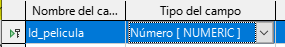 Nombre del ca... Tipo del campo
Id_pelicula Número [ NUMERIC ]